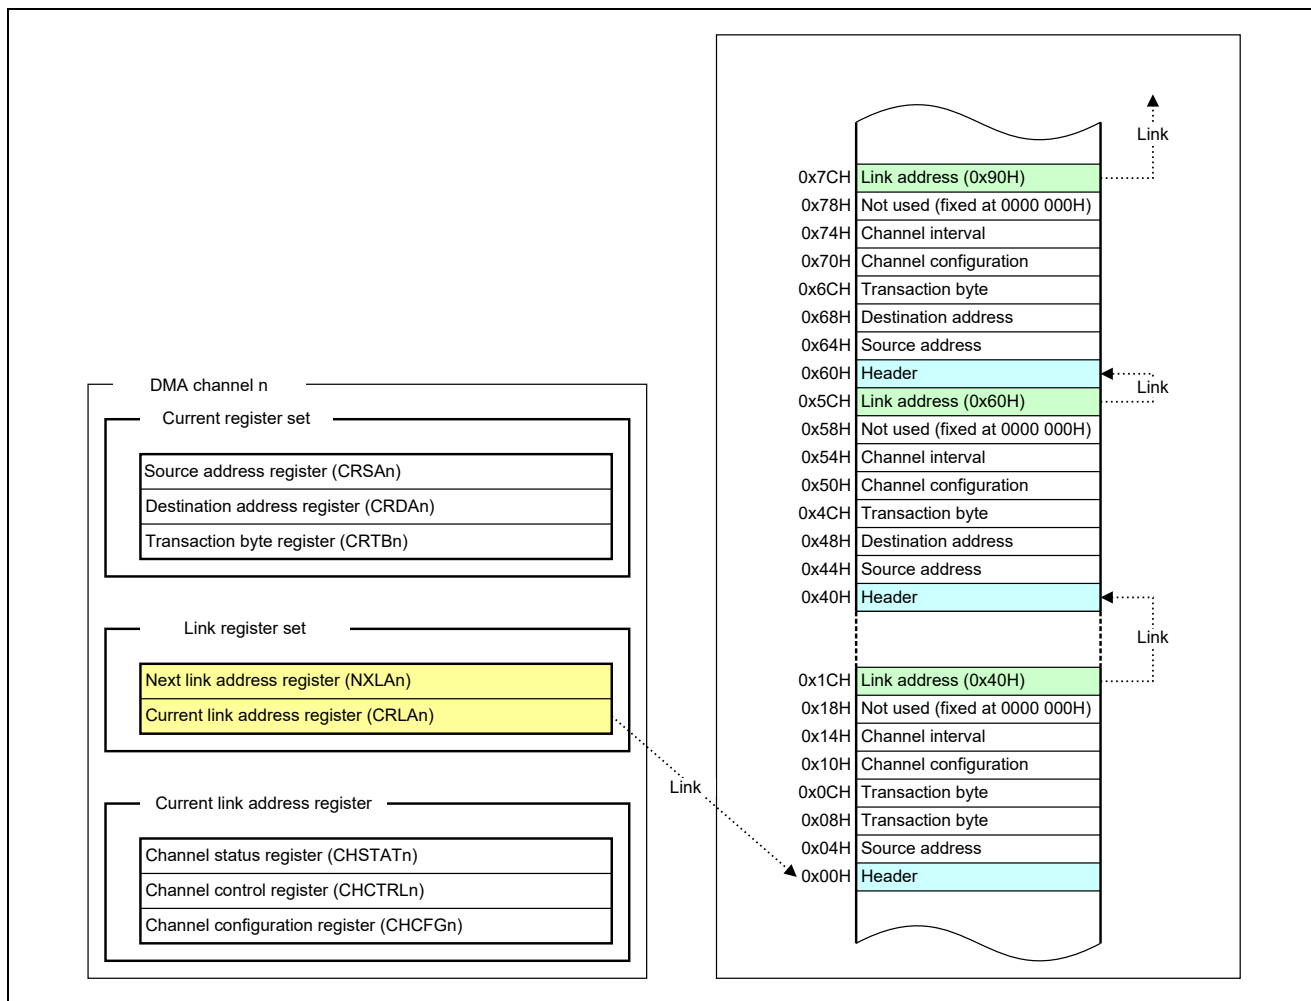 DMA channel n
Current register set
Source address register (CRSAn)
Destination address register (CRDAn)
Transaction byte register (CRTBn)
Link register set
Next link address register (NXLAn)
Current link address register (CRLAn)
Link
Current link address register
Channel status register (CHSTATn)
Channel control register (CHCTRLn)
Channel configuration register (CHCFGn)
Link
0x7CH Link address (0x90H)
0x78H Not used (fixed at 0000 000H)
0x74H Channel interval
0x70H Channel configuration
0x6CH Transaction byte
0x68H Destination address
0x64H Source address
0x60H Header
Link
0x5CH Link address (0x60H)
0x58H Not used (fixed at 0000 000H)
0x54H Channel interval
0x50H Channel configuration
0x4CH Transaction byte
0x48H Destination address
0x44H Source address
0x40H Header
Link
0x1CH Link address (0x40H)
0x18H Not used (fixed at 0000 000H)
0x14H Channel interval
0x10H Channel configuration
0x0CH Transaction byte
0x08H Transaction byte
0x04H Source address
0x00H Header